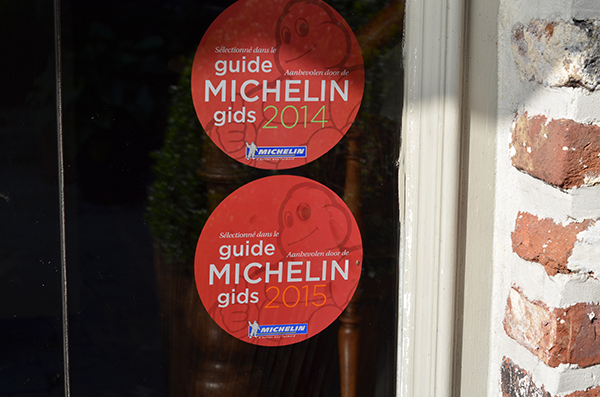 Sélectionné dans le
guide
Aanbevolen door de
MICHELIN
gids 2014
MICHELIN
Sélectionné dans le
guide
Aanbevolen door de
MICHELIN
gids 2015
MICHELIN